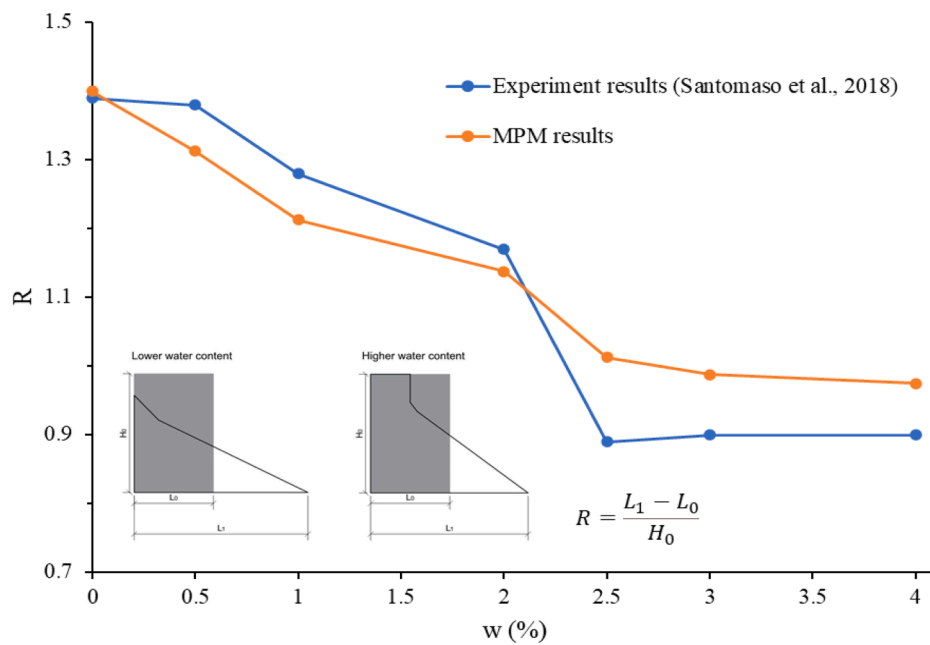 1.5
1.3
1.1
0.9
0.7
R
Experiment results (Santomaso et al., 2018)
MPM results
Lower water content
H₀
L₀
L₁
Higher water content
H₀
L₀
L₁
R = (L₁ − L₀) / H₀
0 0.5 1 1.5 2 2.5 3 3.5 4
w (%)